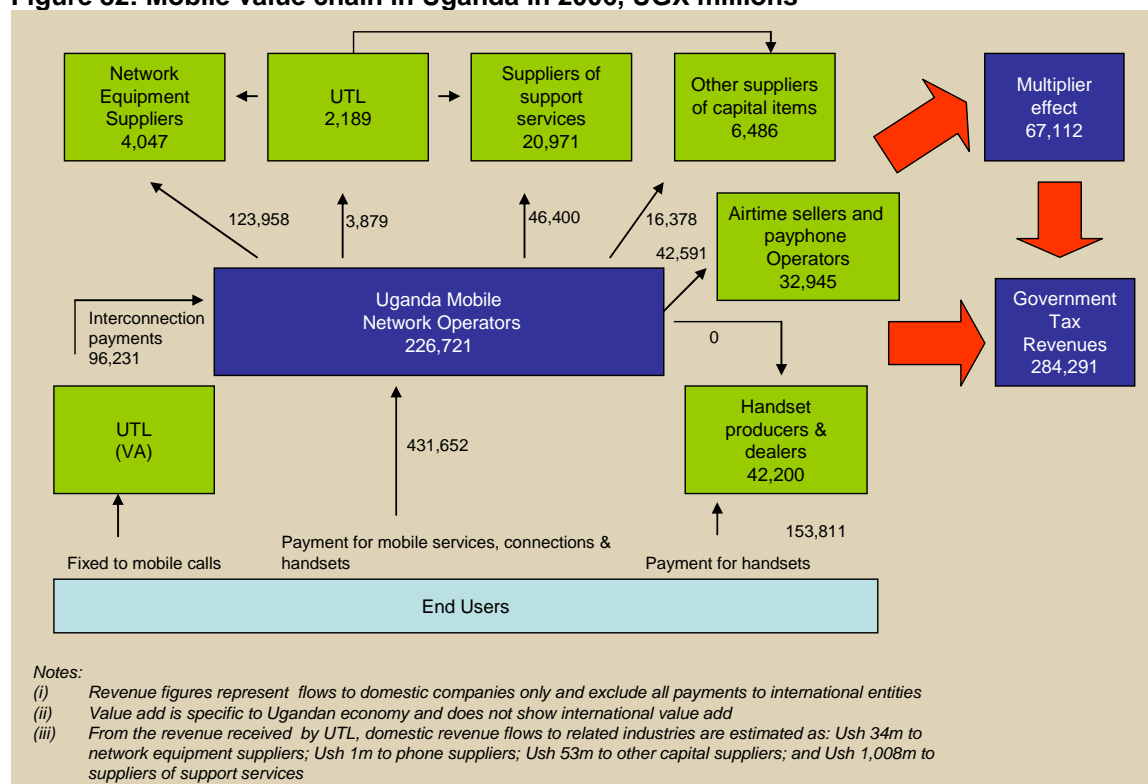 Figure 32: Mobile value chain in Uganda in 2006, UGX millions
Network
Equipment
Suppliers
4,047
UTL
2,189
Suppliers of
support
services
20,971
Other suppliers
of capital items
6,486
Multiplier
effect
67,112
123,958
3,879
46,400
16,378
42,591
Airtime sellers and
payphone
Operators
32,945
Interconnection
payments
96,231
Uganda Mobile
Network Operators
226,721
0
Government
Tax
Revenues
284,291
UTL
(VA)
431,652
Handset
producers &
dealers
42,200
153,811
Fixed to mobile calls
Payment for mobile services, connections &
handsets
Payment for handsets
End Users
Notes:
(i) Revenue figures represent flows to domestic companies only and exclude all payments to international entities
(ii) Value add is specific to Ugandan economy and does not show international value add
(iii) From the revenue received by UTL, domestic revenue flows to related industries are estimated as: Ush 34m to
network equipment suppliers; Ush 1m to phone suppliers; Ush 53m to other capital suppliers; and Ush 1,008m to
suppliers of support services